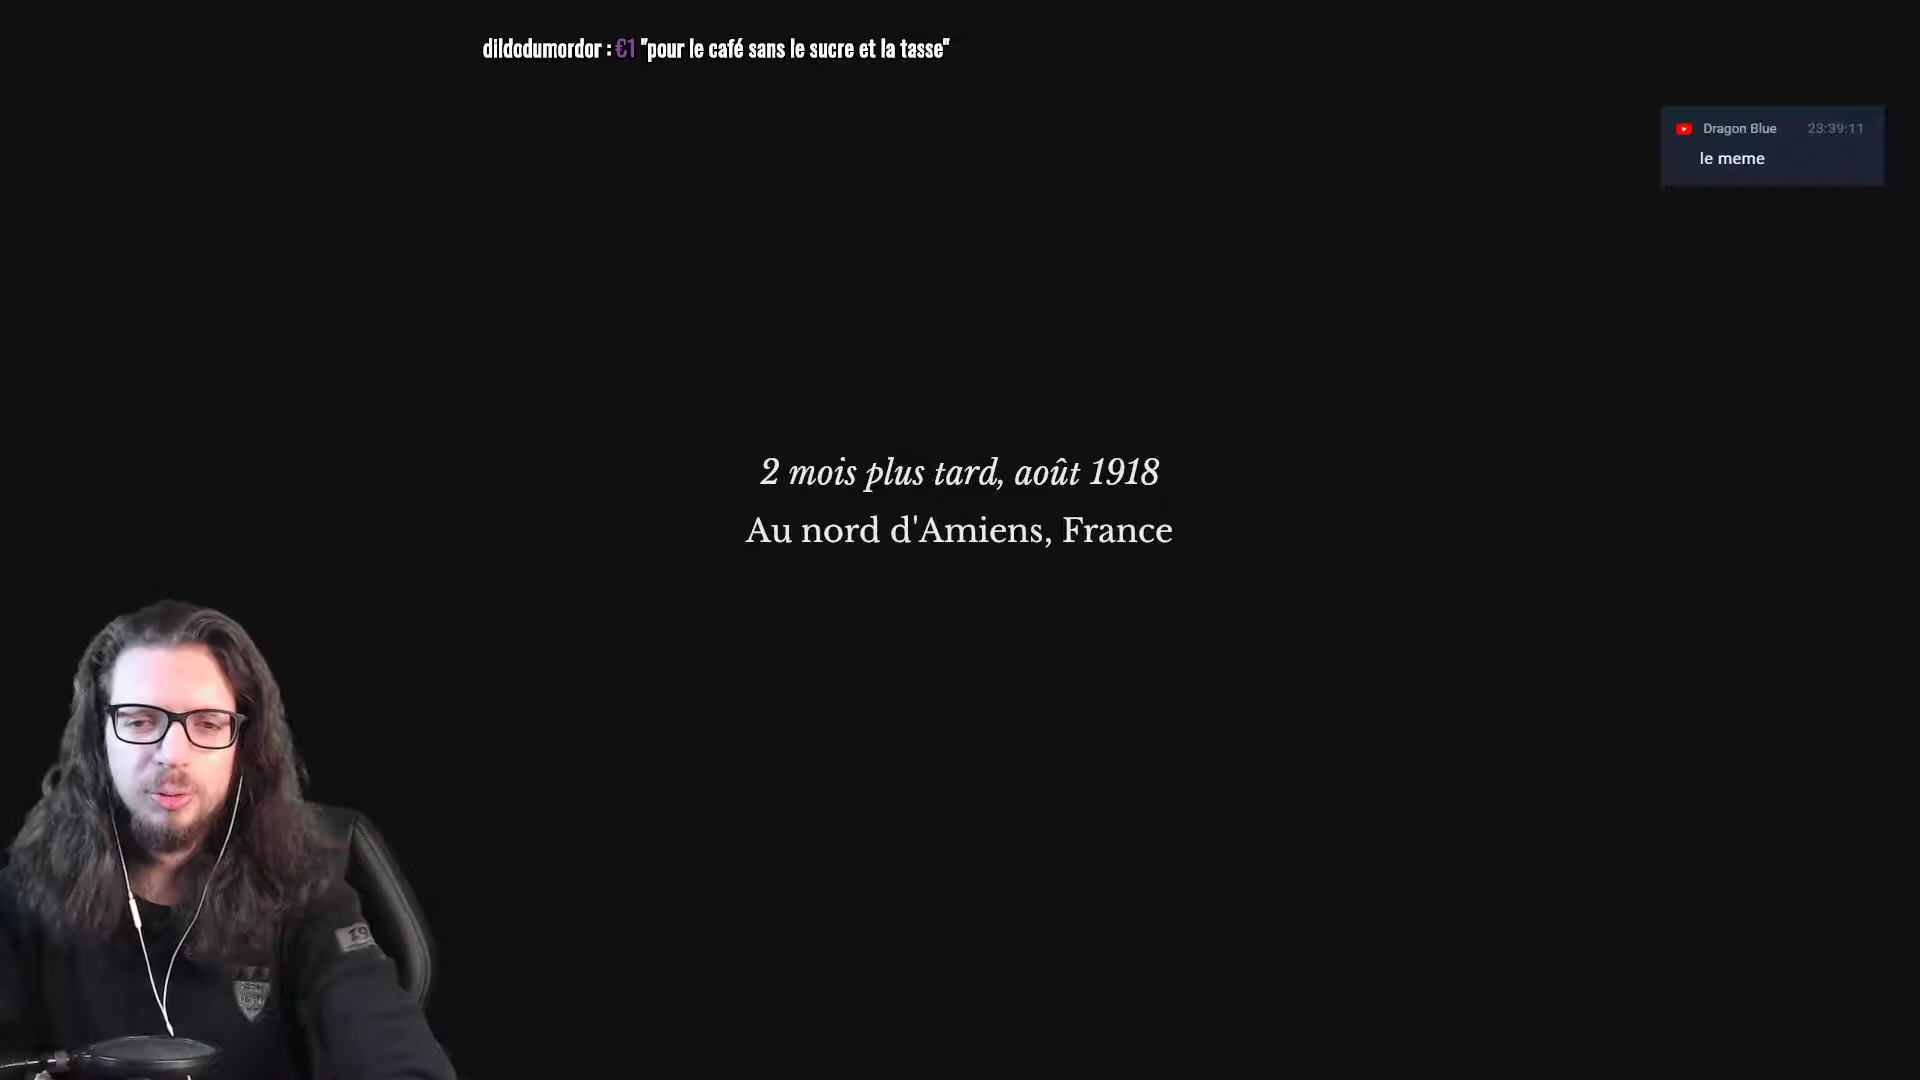 dildodumordor : €1 "pour le café sans le sucre et la tasse"
Dragon Blue 23:39:11
le meme
2 mois plus tard, août 1918
Au nord d'Amiens, France